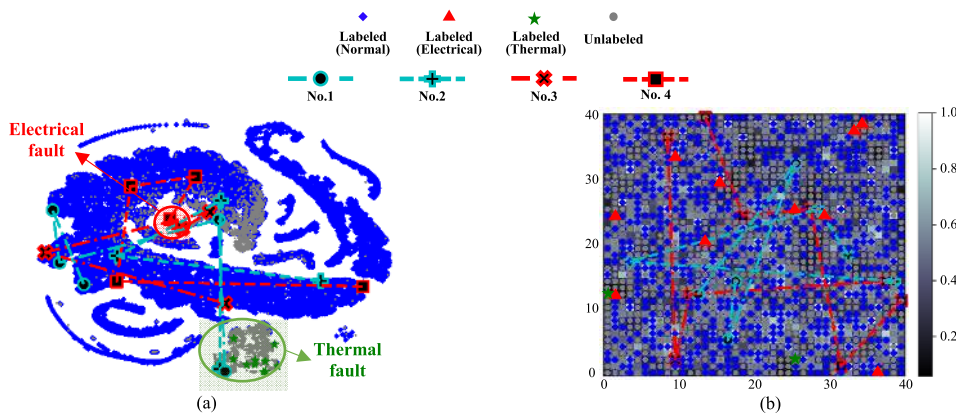 Labeled Labeled Labeled Unlabeled
(Normal) (Electrical) (Thermal)
No.1 No.2 No.3 No. 4
Electrical
fault
Thermal
fault
(a)
40
30
20
10
0
0 10 20 30 40
1.0
0.8
0.6
0.4
0.2
(b)